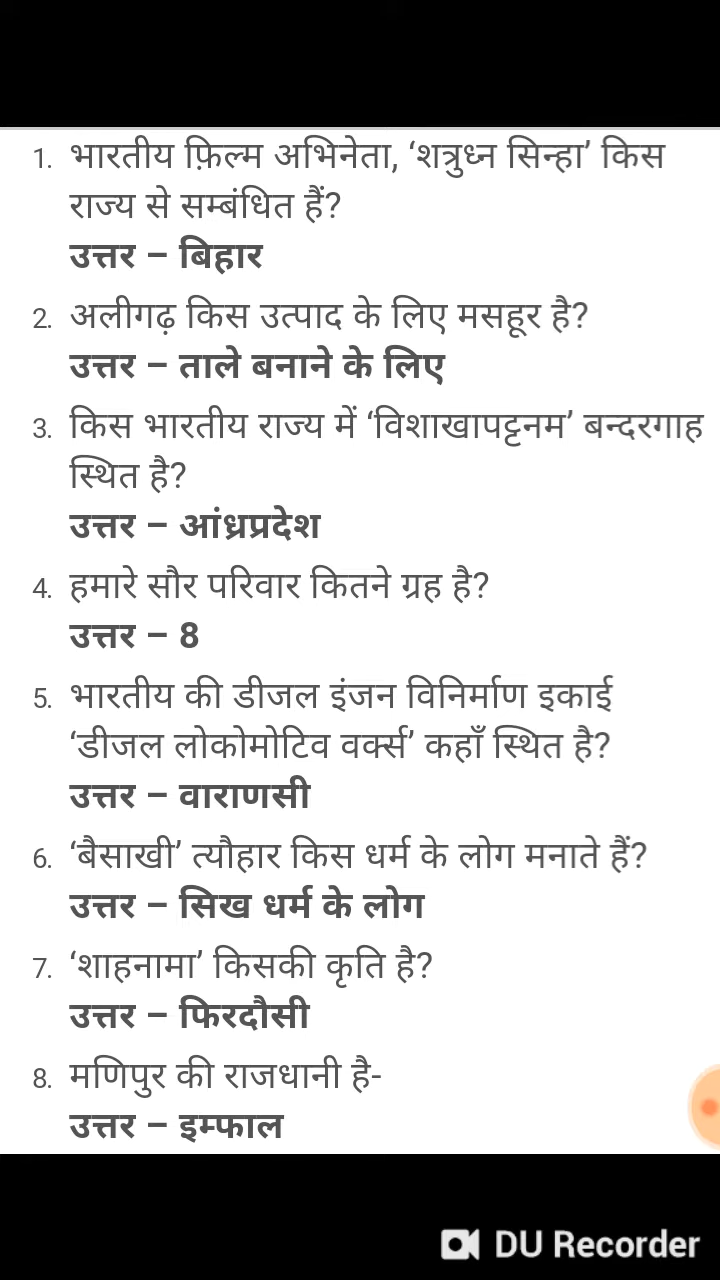 1. भारतीय फ़िल्म अभिनेता, ‘शत्रुध्न सिन्हा’ किस
राज्य से सम्बंधित हैं?
उत्तर – बिहार
2. अलीगढ़ किस उत्पाद के लिए मसहूर है?
उत्तर – ताले बनाने के लिए
3. किस भारतीय राज्य में ‘विशाखापट्टनम’ बन्दरगाह
स्थित है?
उत्तर – आंध्रप्रदेश
4. हमारे सौर परिवार कितने ग्रह है?
उत्तर – 8
5. भारतीय की डीजल इंजन विनिर्माण इकाई
‘डीजल लोकोमोटिव वर्क्स’ कहाँ स्थित है?
उत्तर – वाराणसी
6. ‘बैसाखी’ त्यौहार किस धर्म के लोग मनाते हैं?
उत्तर – सिख धर्म के लोग
7. ‘शाहनामा’ किसकी कृति है?
उत्तर – फिरदौसी
8. मणिपुर की राजधानी है-
उत्तर – इम्फाल
DU Recorder